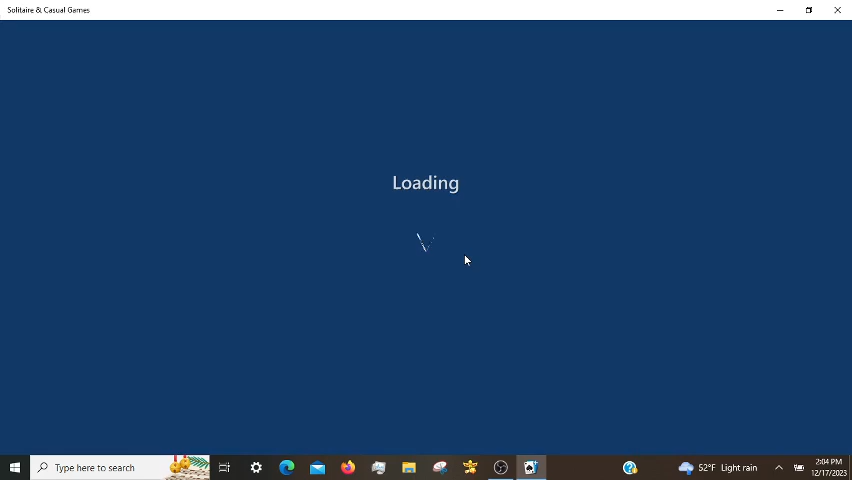 Solitaire & Casual Games
Loading
Type here to search
52°F Light rain
2:04 PM
12/17/2023